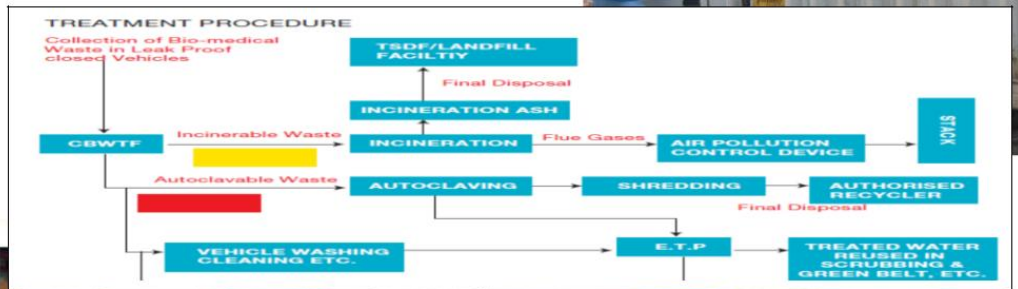 TREATMENT PROCEDURE
Collection of Bio-medical
Waste in Leak Proof
closed Vehicles
TSDF/LANDFILL
FACILTIY
Final Disposal
INCINERATION ASH
CBWTF
Incinerable Waste
INCINERATION
Flue Gases
AIR POLLUTION
CONTROL DEVICE
STACK
Autoclavable Waste
AUTOCLAVING
SHREDDING
AUTHORISED
RECYCLER
Final Disposal
VEHICLE WASHING
CLEANING ETC.
E.T.P
TREATED WATER
REUSED IN
SCRUBBING &
GREEN BELT, ETC.